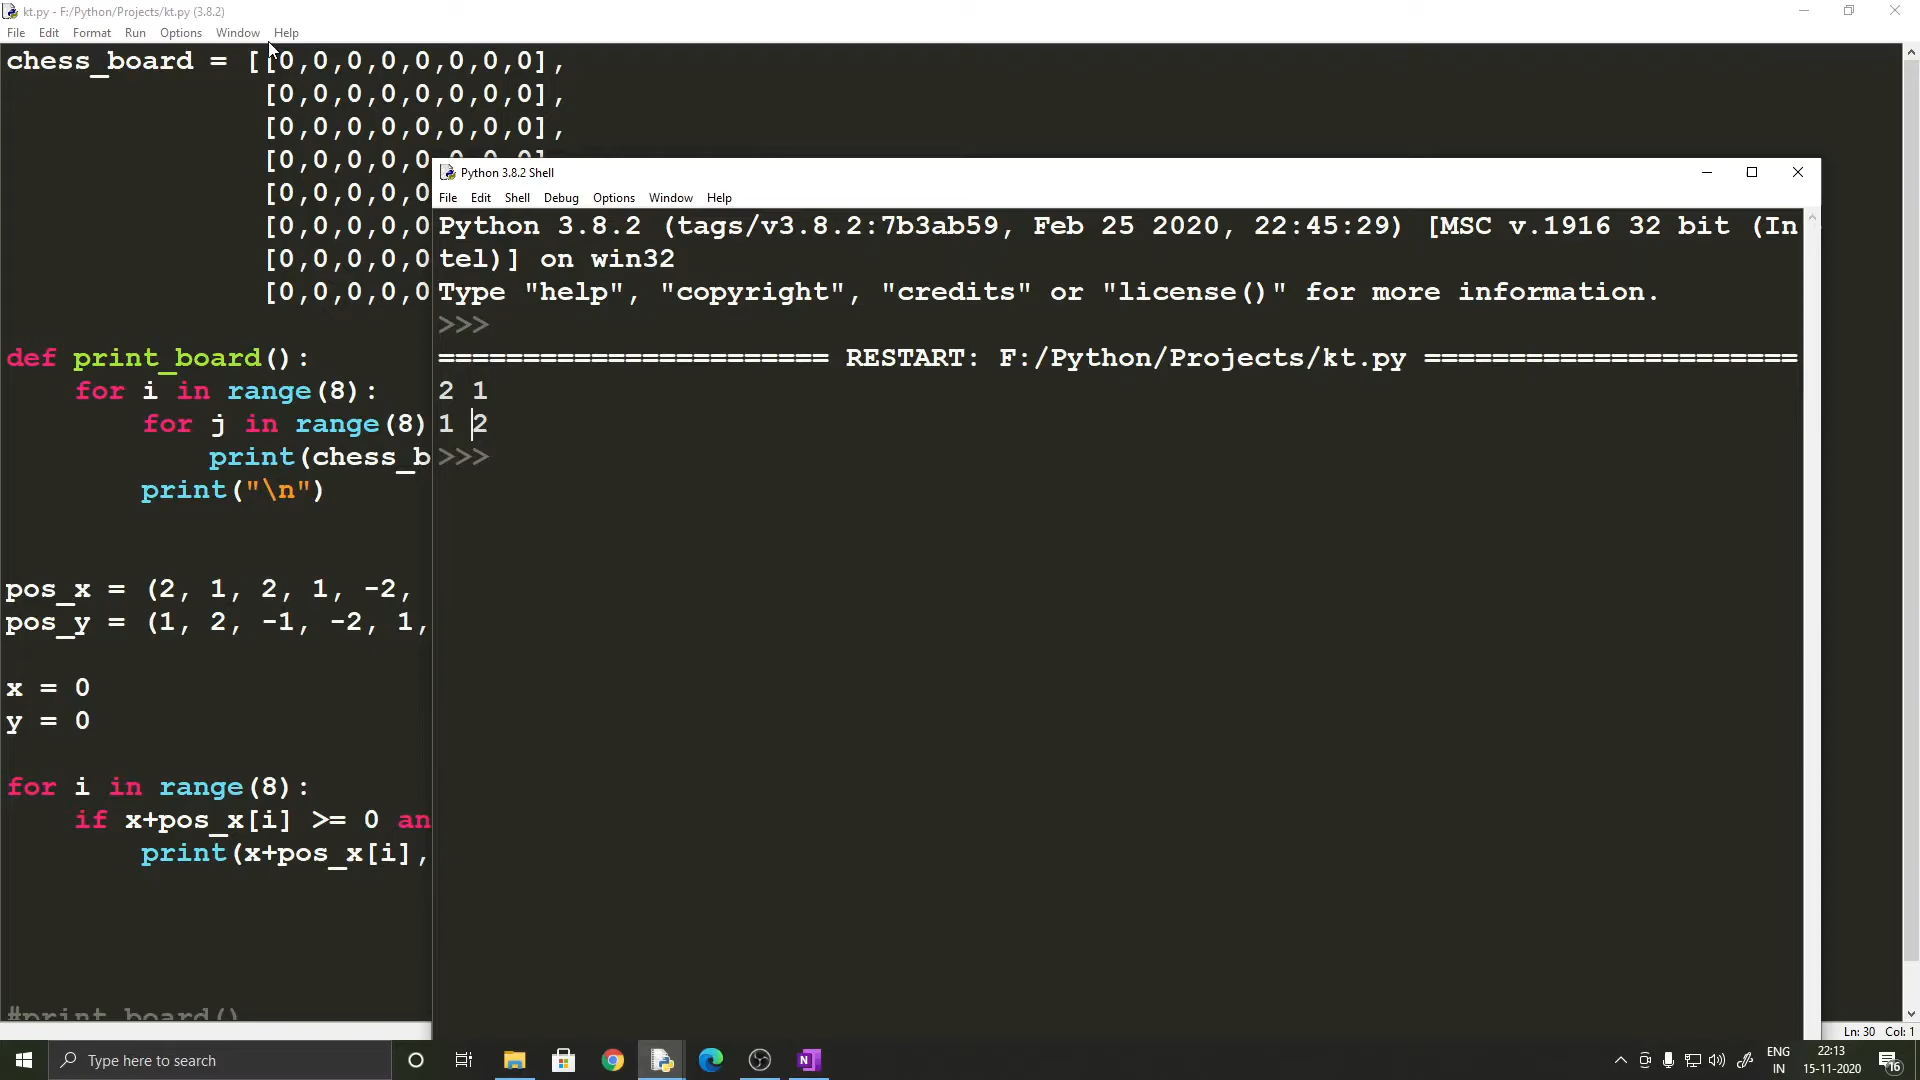 kt.py - F:/Python/Projects/kt.py (3.8.2)
File Edit Format Run Options Window Help
chess_board = [[0,0,0,0,0,0,0,0],
[0,0,0,0,0,0,0,0],
[0,0,0,0,0,0,0,0],
[0,0,0,0,0,0,0,0],
[0,0,0,0,0
[0,0,0,0,0
[0,0,0,0,0
[0,0,0,0,0
def print_board():
for i in range(8):
for j in range(8)
print(chess_b
print("\n")
pos_x = (2, 1, 2, 1, -2,
pos_y = (1, 2, -1, -2, 1,
x = 0
y = 0
for i in range(8):
if x+pos_x[i] >= 0 an
print(x+pos_x[i],
#print_board()
Python 3.8.2 Shell
File Edit Shell Debug Options Window Help
Python 3.8.2 (tags/v3.8.2:7b3ab59, Feb 25 2020, 22:45:29) [MSC v.1916 32 bit (In
tel)] on win32
Type "help", "copyright", "credits" or "license()" for more information.
>>>
======================= RESTART: F:/Python/Projects/kt.py ======================
2 1
1 2
>>>
Ln: 30 Col: 1
Type here to search
N
ENG
IN
22:13
15-11-2020
16